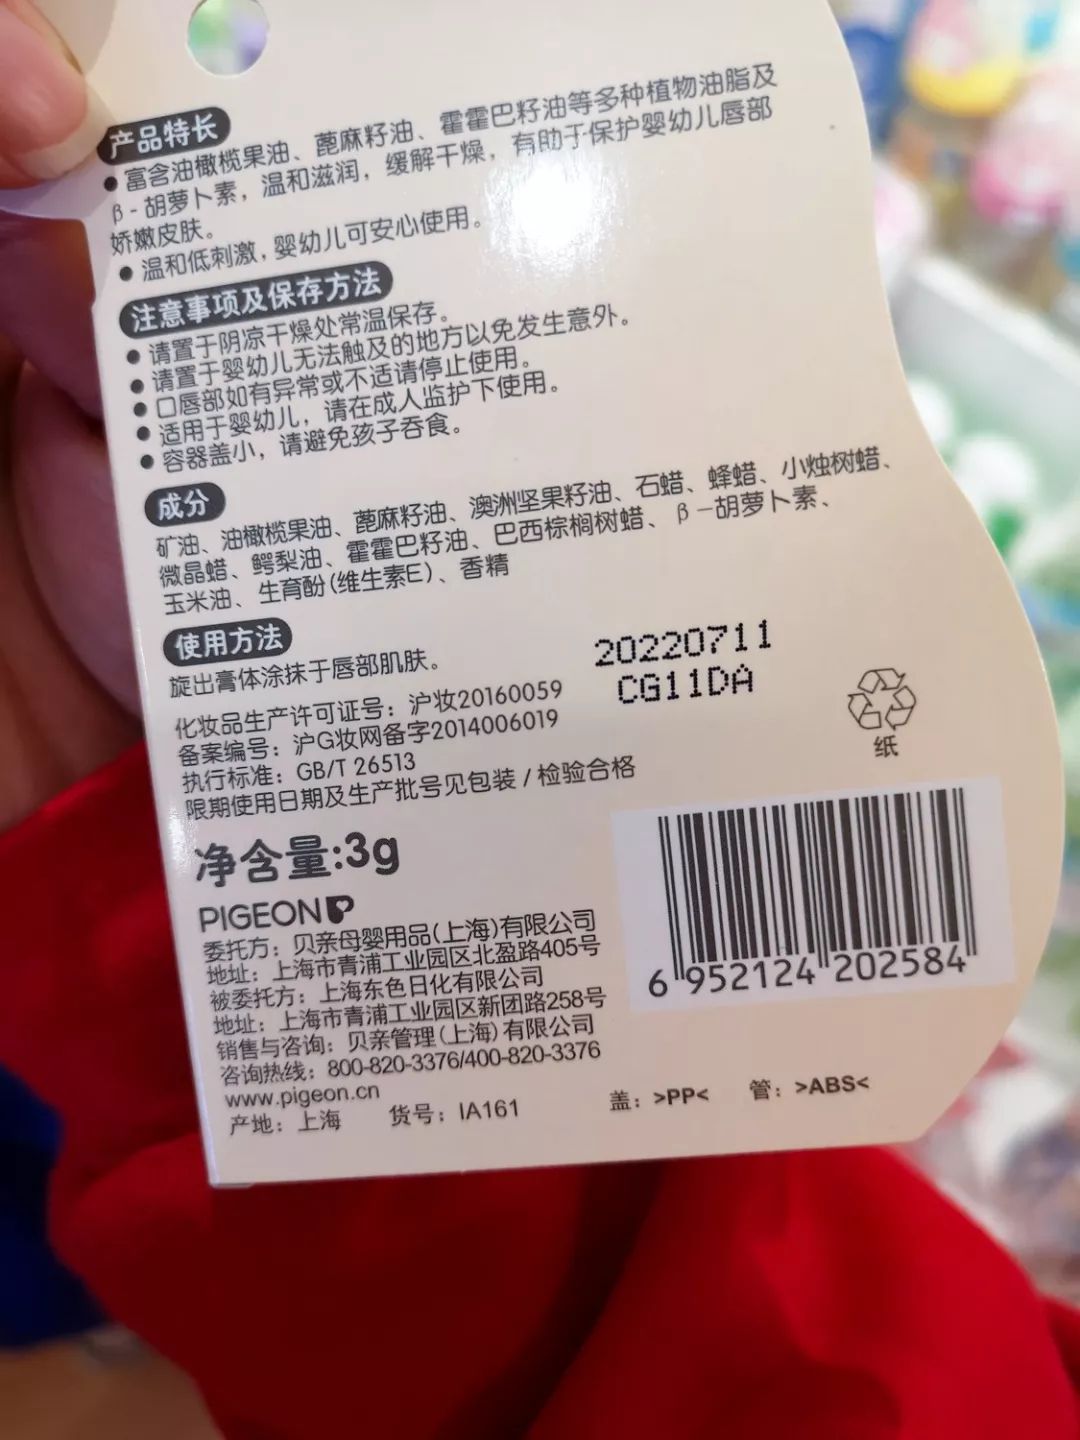 产品特长
●富含油橄榄果油、蓖麻籽油、霍霍巴籽油等多种植物油脂及
β-胡萝卜素，温和滋润，缓解干燥，有助于保护婴幼儿唇部
娇嫩皮肤。
●温和低刺激，婴幼儿可安心使用。
注意事项及保存方法
●请置于阴凉干燥处常温保存。
●请置于婴幼儿无法触及的地方以免发生意外。
●口唇部如有异常或不适请停止使用。
●适用于婴幼儿，请在成人监护下使用。
●容器盖小，请避免孩子吞食。
成分
矿油、油橄榄果油、蓖麻籽油、澳洲坚果籽油、石蜡、蜂蜡、小烛树蜡、
微晶蜡、鳄梨油、霍霍巴籽油、巴西棕榈树蜡、β-胡萝卜素、
玉米油、生育酚(维生素E)、香精
使用方法
旋出膏体涂抹于唇部肌肤。
20220711
CG11DA
化妆品生产许可证号：沪妆20160059
备案编号：沪G妆网备字2014006019
执行标准：GB/T 26513
限期使用日期及生产批号见包装/检验合格
纸
净含量:3g
PIGEON
委托方：贝亲母婴用品(上海)有限公司
地址：上海市青浦工业园区北盈路405号
被委托方：上海东色日化有限公司
地址：上海市青浦工业园区新团路258号
销售与咨询：贝亲管理(上海)有限公司
咨询热线：800-820-3376/400-820-3376
www.pigeon.cn
产地：上海 货号：IA161 盖：>PP< 管：>ABS<
6 952124 202584